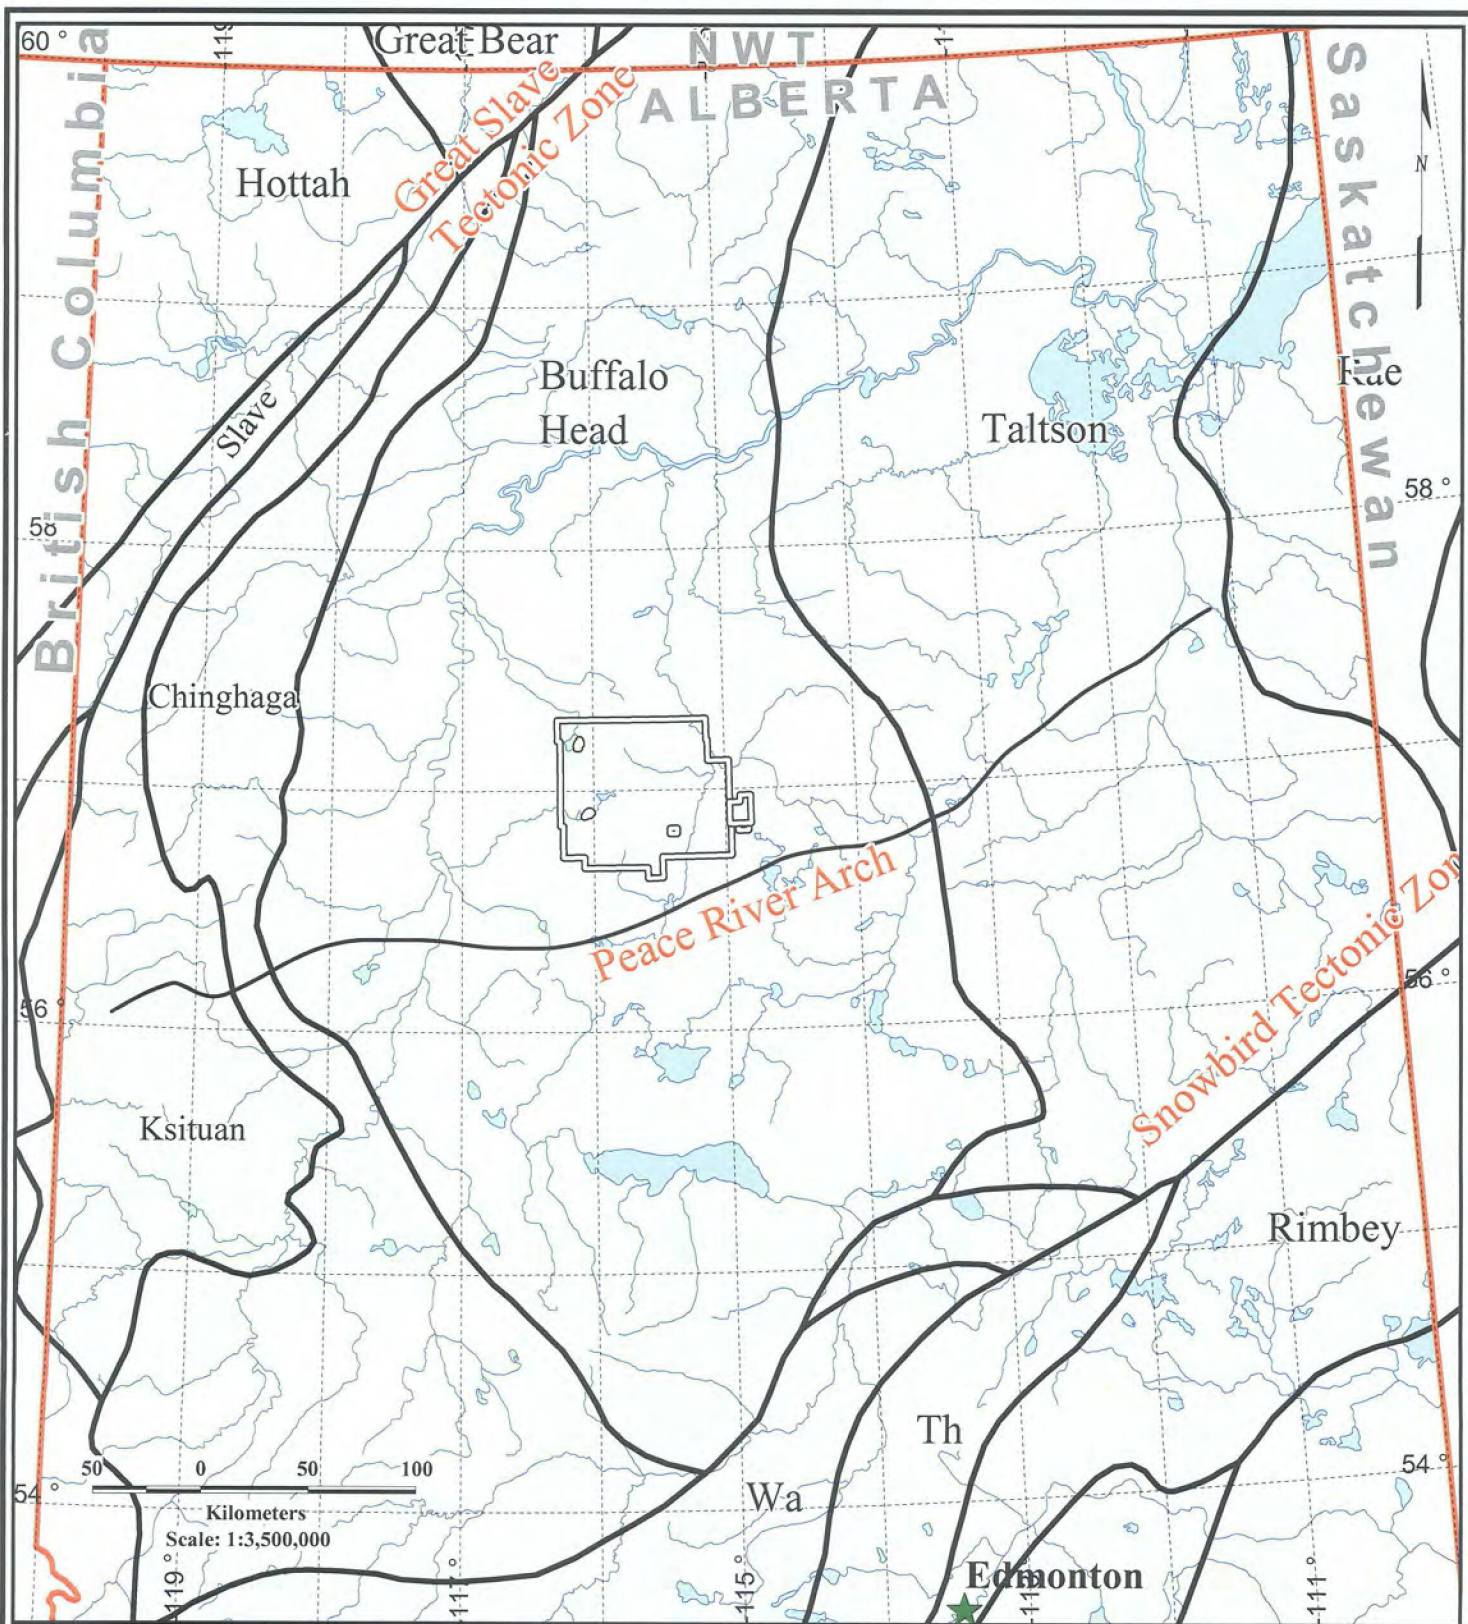 60 °
119
Great Bear
NWT
ALBERTA
Saskatchewan
British Columbia
Great Slave
Tectonic Zone
Hottah
N
Buffalo
Head
Rae
Slave
Taltson
58 °
58
Chinghaga
Peace River Arch
56 °
56 °
Snowbird Tectonic Zon
Ksituan
Rimbey
Th
Wa
54 °
54 °
50 0 50 100
Kilometers
Scale: 1:3,500,000
119 °
117 °
115 °
111 °
Edmonton